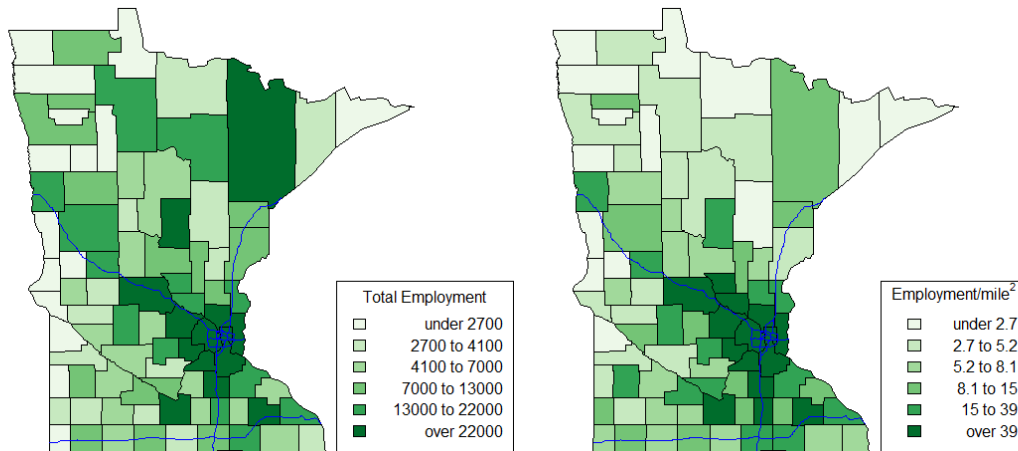 Total Employment
under 2700
2700 to 4100
4100 to 7000
7000 to 13000
13000 to 22000
over 22000
Employment/mile²
under 2.7
2.7 to 5.2
5.2 to 8.1
8.1 to 15
15 to 39
over 39